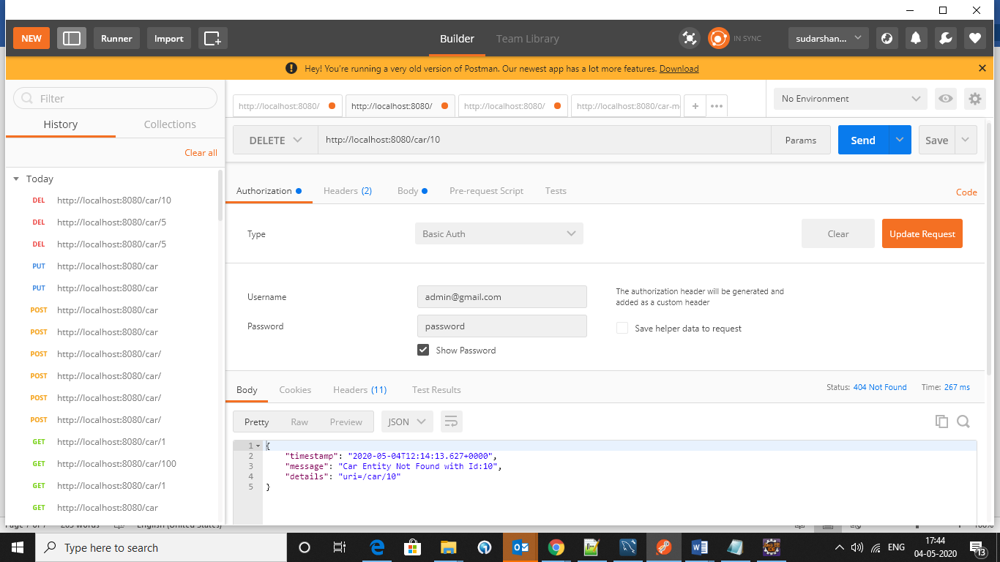 NEW
Runner
Import
Builder
Team Library
IN SYNC
sudarshan...
Hey! You're running a very old version of Postman. Our newest app has a lot more features. Download
Filter
History
Collections
Clear all
Today
DEL http://localhost:8080/car/10
DEL http://localhost:8080/car/5
DEL http://localhost:8080/car/5
PUT http://localhost:8080/car
PUT http://localhost:8080/car
POST http://localhost:8080/car
POST http://localhost:8080/car
POST http://localhost:8080/car/
POST http://localhost:8080/car/
POST http://localhost:8080/car/
POST http://localhost:8080/car/
GET http://localhost:8080/car/1
GET http://localhost:8080/car/100
GET http://localhost:8080/car/1
GET http://localhost:8080/car
http://localhost:8080/
http://localhost:8080/
http://localhost:8080/
http://localhost:8080/car-m
No Environment
DELETE
http://localhost:8080/car/10
Params
Send
Save
Authorization
Headers (2)
Body
Pre-request Script
Tests
Code
Type
Basic Auth
Clear
Update Request
Username
admin@gmail.com
The authorization header will be generated and
added as a custom header
Password
password
Save helper data to request
Show Password
Body
Cookies
Headers (11)
Test Results
Status: 404 Not Found
Time: 267 ms
Pretty
Raw
Preview
JSON
1 {
2 "timestamp": "2020-05-04T12:14:13.627+0000",
3 "message": "Car Entity Not Found with Id:10",
4 "details": "uri=/car/10"
5 }
English (United States)
Type here to search
ENG
17:44
04-05-2020
13